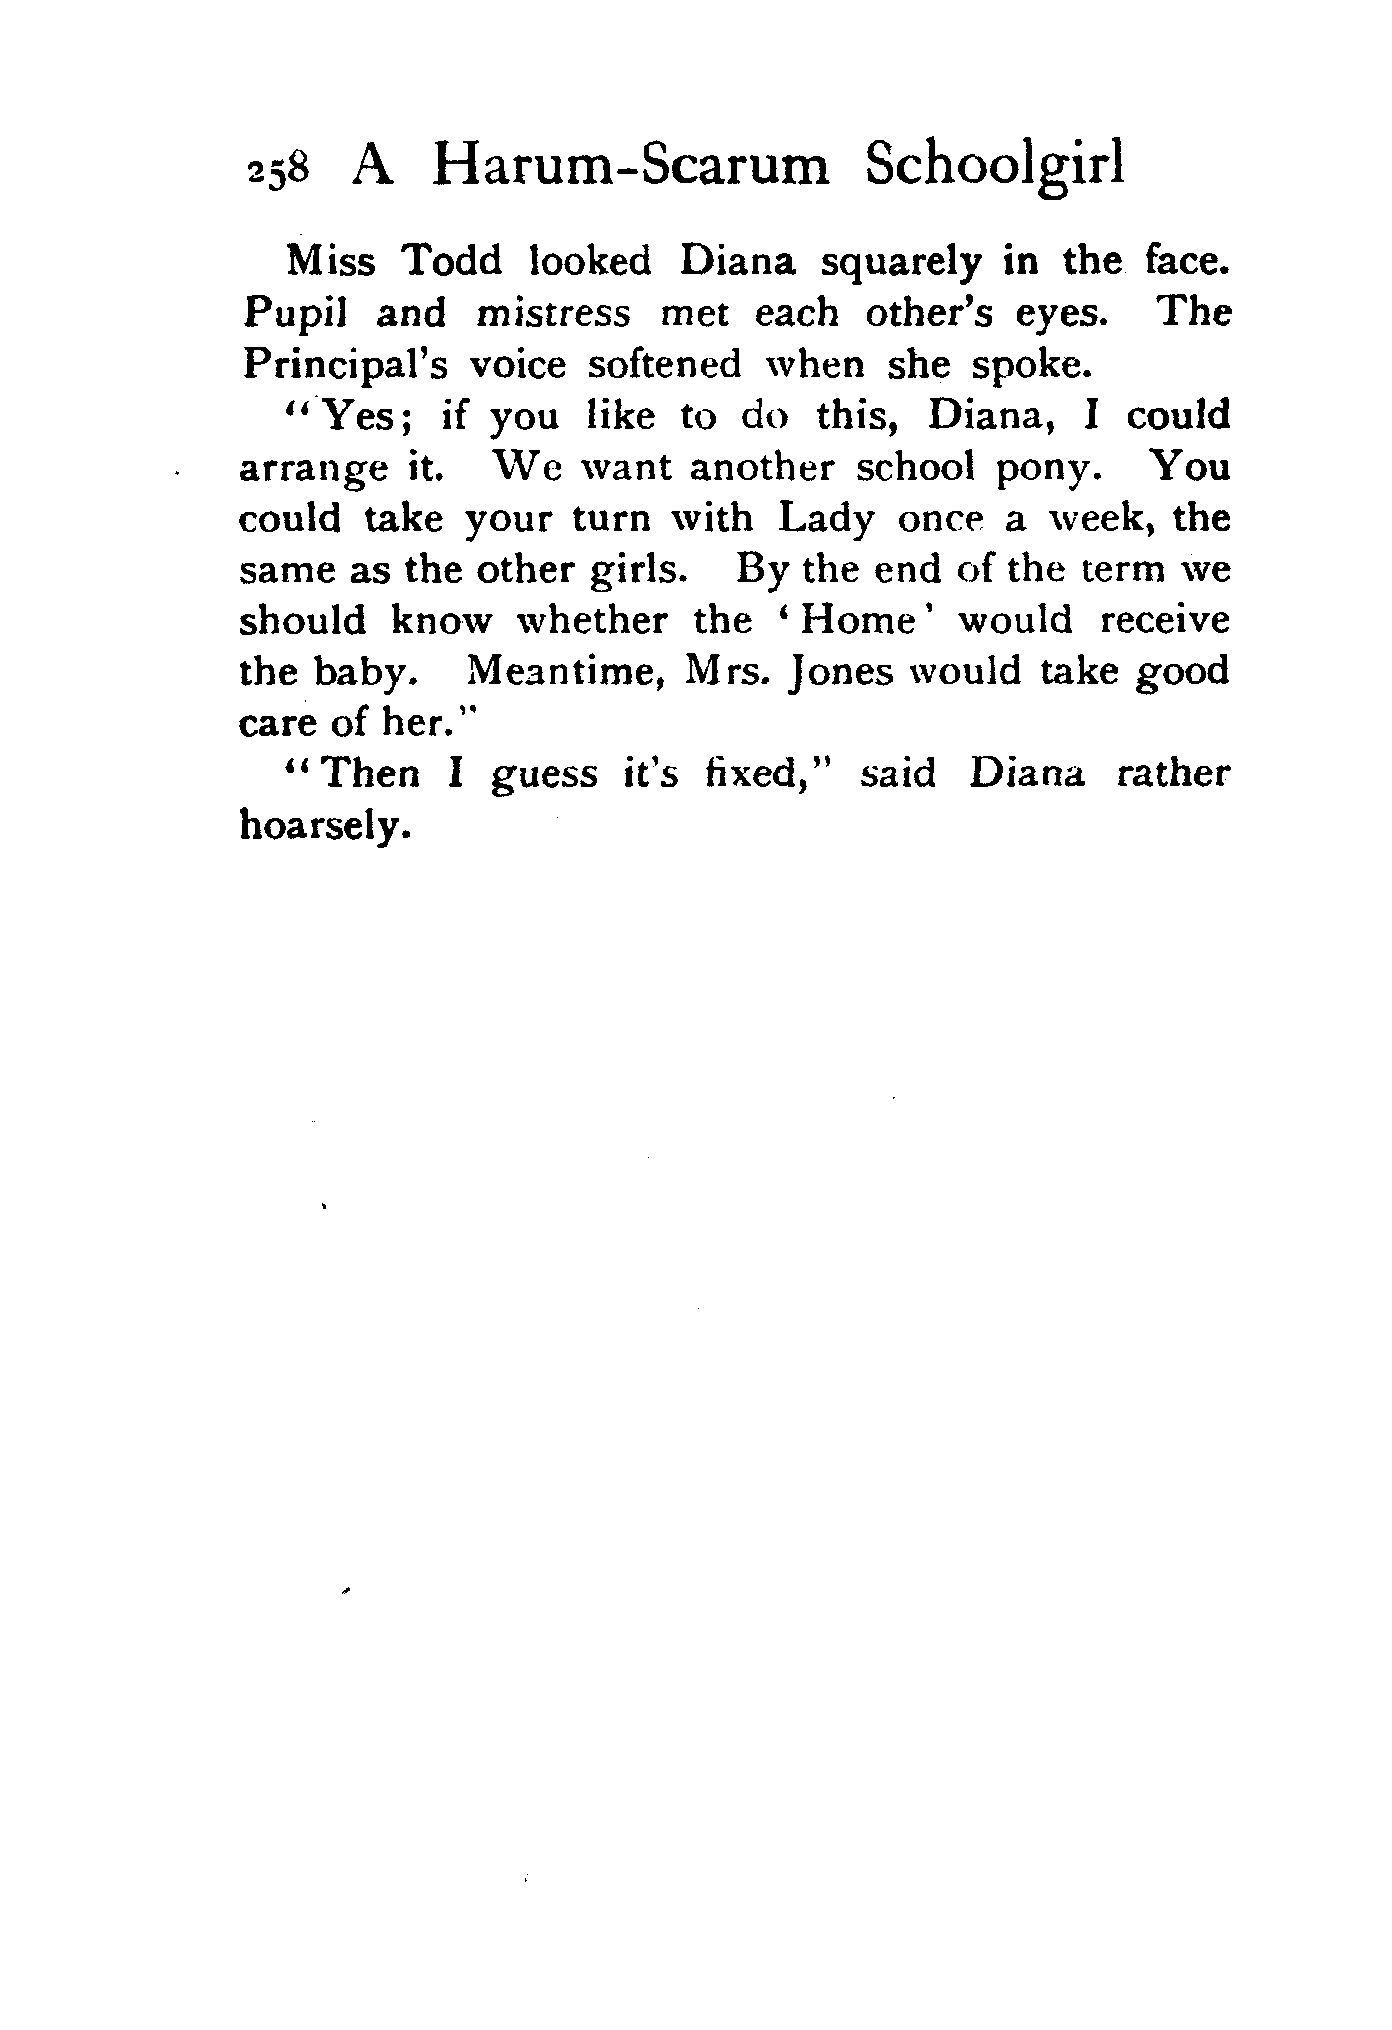 258 A Harum-Scarum Schoolgirl
Miss Todd looked Diana squarely in the face.
Pupil and mistress met each other's eyes. The
Principal's voice softened when she spoke.
"Yes; if you like to do this, Diana, I could
arrange it. We want another school pony. You
could take your turn with Lady once a week, the
same as the other girls. By the end of the term we
should know whether the 'Home' would receive
the baby. Meantime, Mrs. Jones would take good
care of her."
"Then I guess it's fixed," said Diana rather
hoarsely.